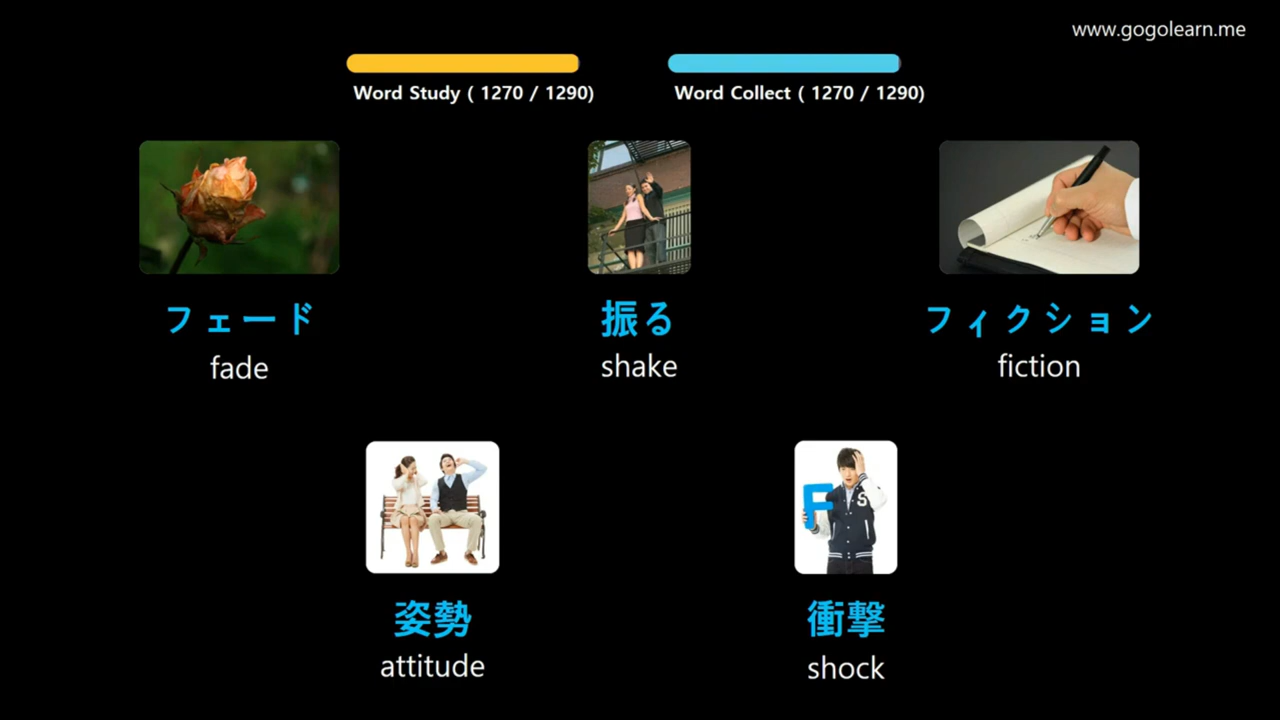 www.gogolearn.me
Word Study ( 1270 / 1290)
Word Collect ( 1270 / 1290)
フェード
fade
振る
shake
フィクション
fiction
姿勢
attitude
F
S
衝撃
shock